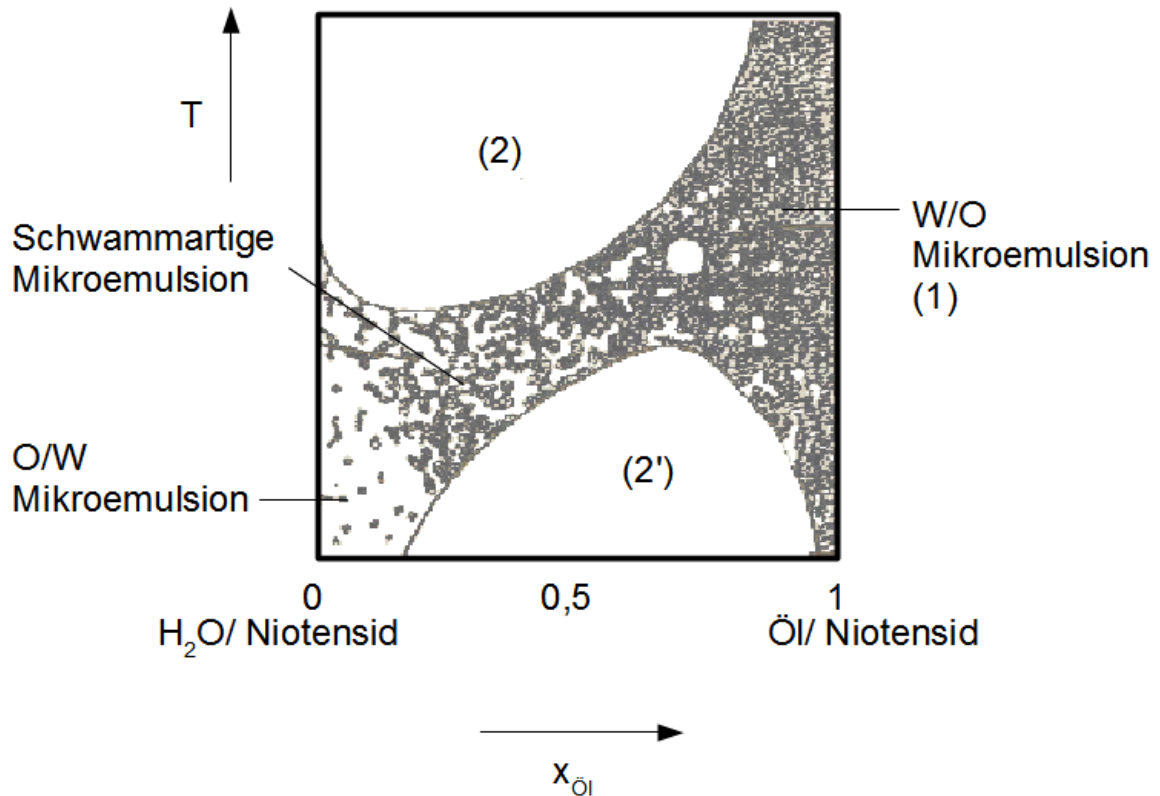 T
(2)
Schwammartige
Mikroemulsion
W/O
Mikroemulsion
(1)
O/W
Mikroemulsion
(2')
0
0,5
1
H₂O/ Niotensid
Öl/ Niotensid
xÖl